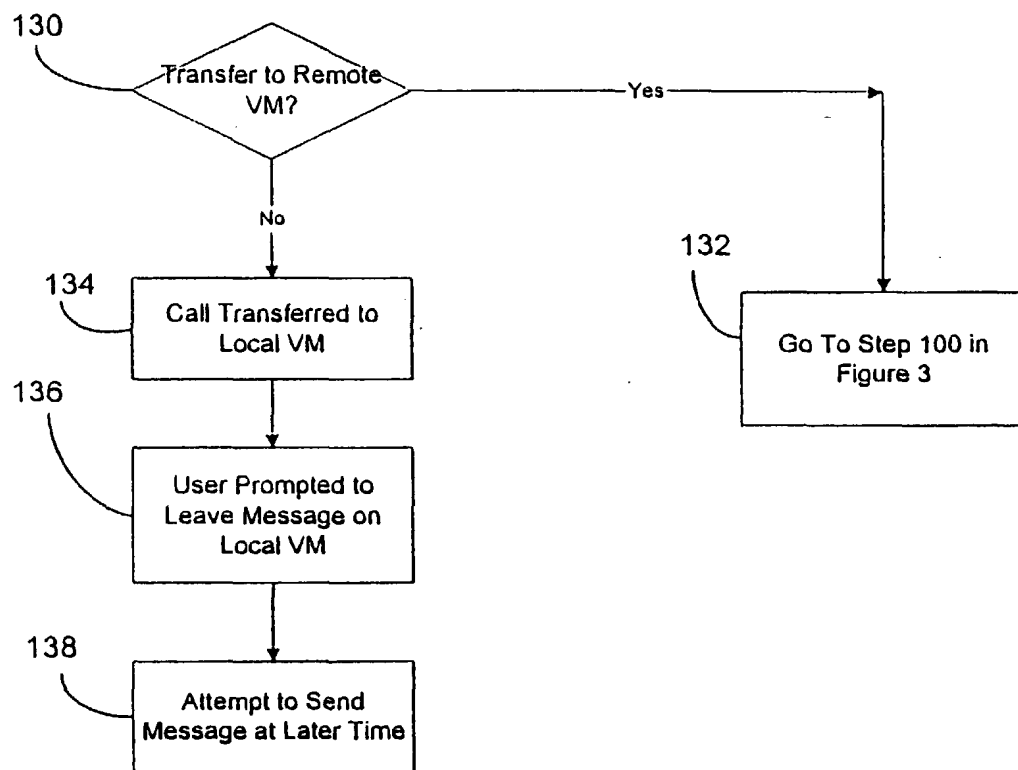 130
Transfer to Remote
VM?
Yes
No
132
134
Call Transferred to
Local VM
Go To Step 100 in
Figure 3
136
User Prompted to
Leave Message on
Local VM
138
Attempt to Send
Message at Later Time